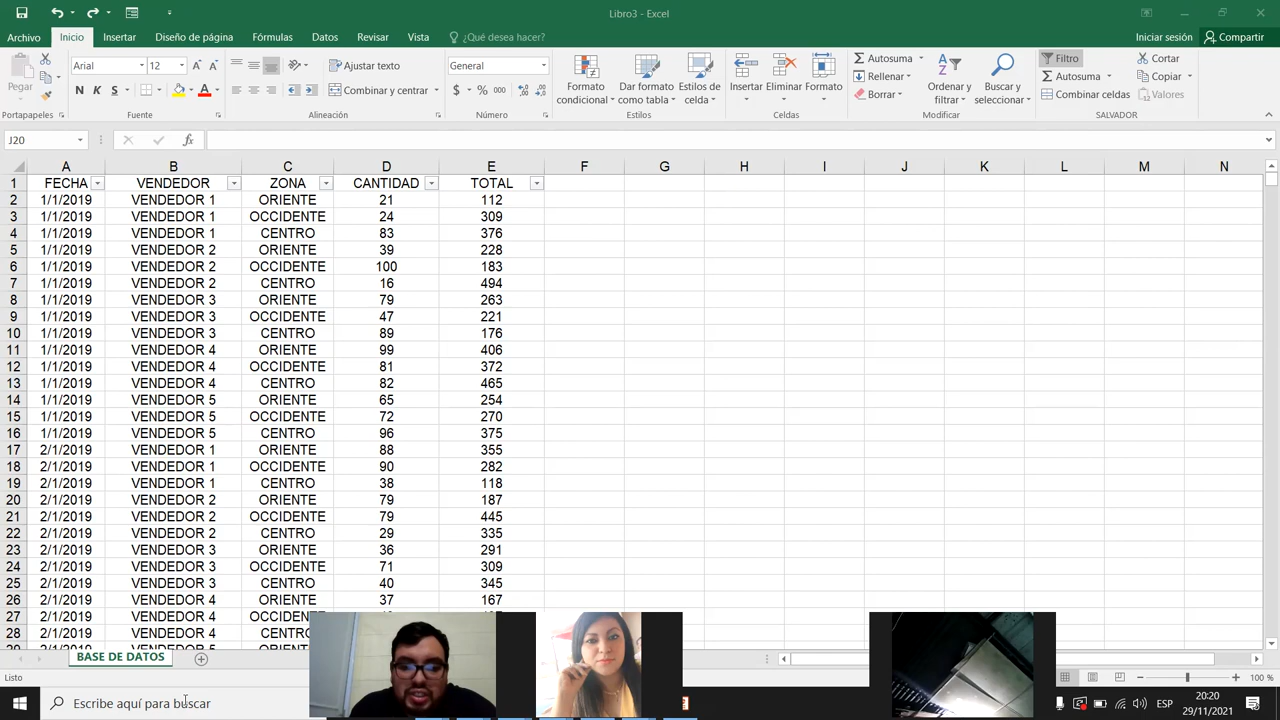 Libro3 - Excel
Archivo Inicio Insertar Diseño de página Fórmulas Datos Revisar Vista ¿Qué desea hacer? Iniciar sesión Compartir
Pegar
Portapapeles
Arial 12
N K S
Fuente
Ajustar texto
Combinar y centrar
Alineación
General
$ % 000
Número
Formato condicional
Dar formato como tabla
Estilos de celda
Estilos
Insertar Eliminar Formato
Celdas
Autosuma
Rellenar
Borrar
Ordenar y filtrar
Buscar y seleccionar
Modificar
Filtro
Autosuma
Combinar celdas
Cortar
Copiar
Valores
SALVADOR
J20 fx
A B C D E F G H I J K L M N
1 FECHA VENDEDOR ZONA CANTIDAD TOTAL
2 1/1/2019 VENDEDOR 1 ORIENTE 21 112
3 1/1/2019 VENDEDOR 1 OCCIDENTE 24 309
4 1/1/2019 VENDEDOR 1 CENTRO 83 376
5 1/1/2019 VENDEDOR 2 ORIENTE 39 228
6 1/1/2019 VENDEDOR 2 OCCIDENTE 100 183
7 1/1/2019 VENDEDOR 2 CENTRO 16 494
8 1/1/2019 VENDEDOR 3 ORIENTE 79 263
9 1/1/2019 VENDEDOR 3 OCCIDENTE 47 221
10 1/1/2019 VENDEDOR 3 CENTRO 89 176
11 1/1/2019 VENDEDOR 4 ORIENTE 99 406
12 1/1/2019 VENDEDOR 4 OCCIDENTE 81 372
13 1/1/2019 VENDEDOR 4 CENTRO 82 465
14 1/1/2019 VENDEDOR 5 ORIENTE 65 254
15 1/1/2019 VENDEDOR 5 OCCIDENTE 72 270
16 1/1/2019 VENDEDOR 5 CENTRO 96 375
17 2/1/2019 VENDEDOR 1 ORIENTE 88 355
18 2/1/2019 VENDEDOR 1 OCCIDENTE 90 282
19 2/1/2019 VENDEDOR 1 CENTRO 38 118
20 2/1/2019 VENDEDOR 2 ORIENTE 79 187
21 2/1/2019 VENDEDOR 2 OCCIDENTE 79 445
22 2/1/2019 VENDEDOR 2 CENTRO 29 335
23 2/1/2019 VENDEDOR 3 ORIENTE 36 291
24 2/1/2019 VENDEDOR 3 OCCIDENTE 71 309
25 2/1/2019 VENDEDOR 3 CENTRO 40 345
26 2/1/2019 VENDEDOR 4 ORIENTE 37 167
27 2/1/2019 VENDEDOR 4
28 2/1/2019 VENDEDOR 4
BASE DE DATOS
Listo 100 %
Escribe aquí para buscar
ESP
20:20
29/11/2021